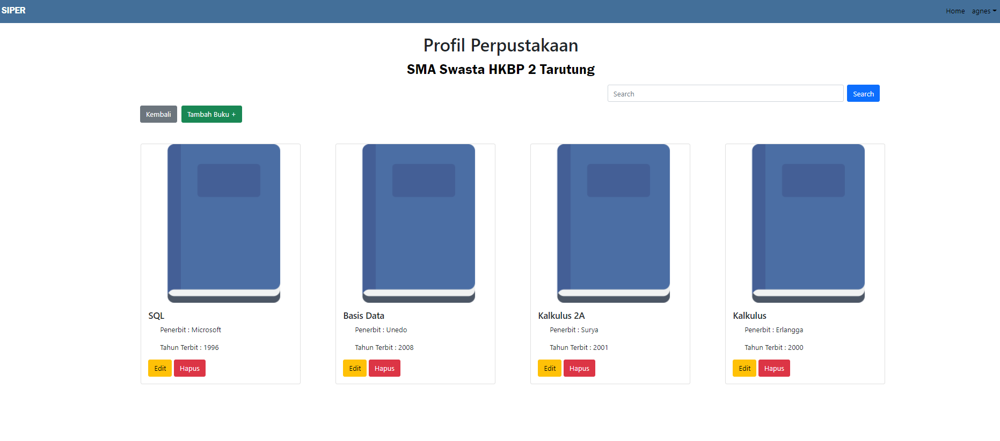 SIPER
Home agnes
Profil Perpustakaan
SMA Swasta HKBP 2 Tarutung
Search Search
Kembali Tambah Buku +
SQL
Penerbit : Microsoft
Tahun Terbit : 1996
Edit Hapus
Basis Data
Penerbit : Unedo
Tahun Terbit : 2008
Edit Hapus
Kalkulus 2A
Penerbit : Surya
Tahun Terbit : 2001
Edit Hapus
Kalkulus
Penerbit : Erlangga
Tahun Terbit : 2000
Edit Hapus